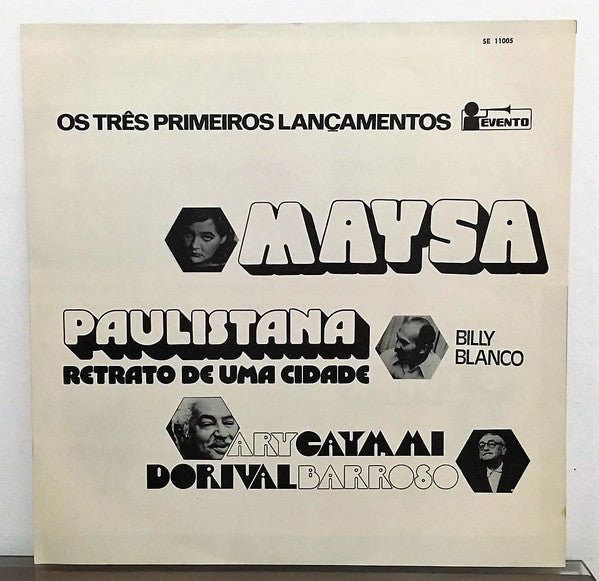 SE 11005
OS TRÊS PRIMEIROS LANÇAMENTOS EVENTO
MAYSA
PAULISTANA
RETRATO DE UMA CIDADE
BILLY
BLANCO
ARY CAYMMI
DORIVAL BARROSO